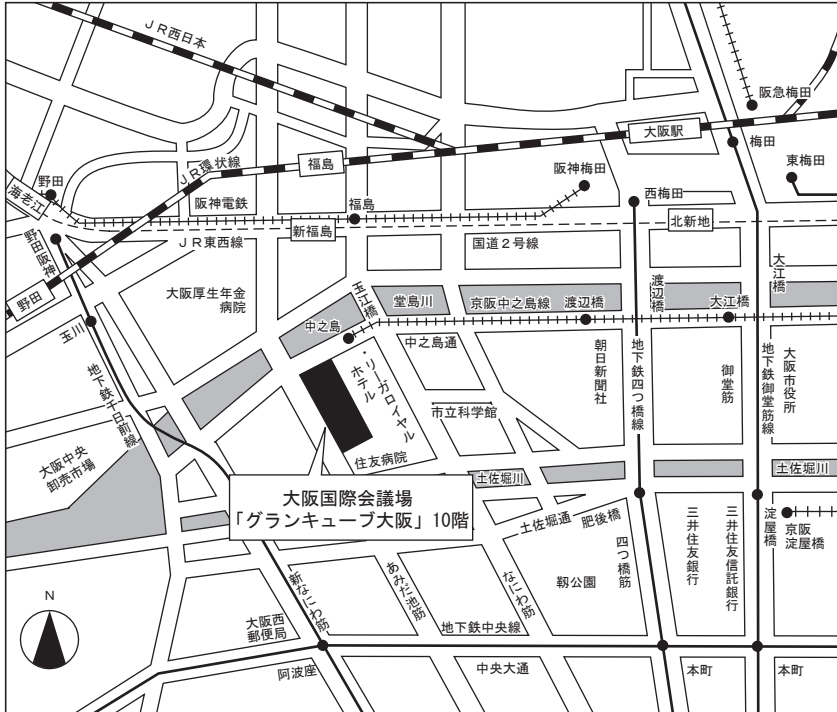 JR西日本
阪急梅田
大阪駅
梅田
東梅田
福島
JR環状線
阪神梅田
野田
海老江
阪神電鉄
福島
西梅田
北新地
新福島
JR東西線
国道2号線
野田阪神
野田
大阪厚生年金
病院
玉江橋
堂島川
京阪中之島線
渡辺橋
渡辺橋
大江橋
大江橋
玉川
中之島
中之島通
地下鉄千日前線
・リーガロイヤル
ホテル
朝日新聞社
地下鉄四つ橋線
御堂筋
地下鉄御堂筋線
大阪市役所
市立科学館
住友病院
大阪中央
卸売市場
土佐堀川
土佐堀川
大阪国際会議場
「グランキューブ大阪」10階
土佐堀通
肥後橋
四つ橋筋
三井住友銀行
三井住友信託銀行
淀屋橋
京阪
淀屋橋
新なにわ筋
あみだ池筋
なにわ筋
靱公園
N
大阪西
郵便局
地下鉄中央線
阿波座
中央大通
本町
本町